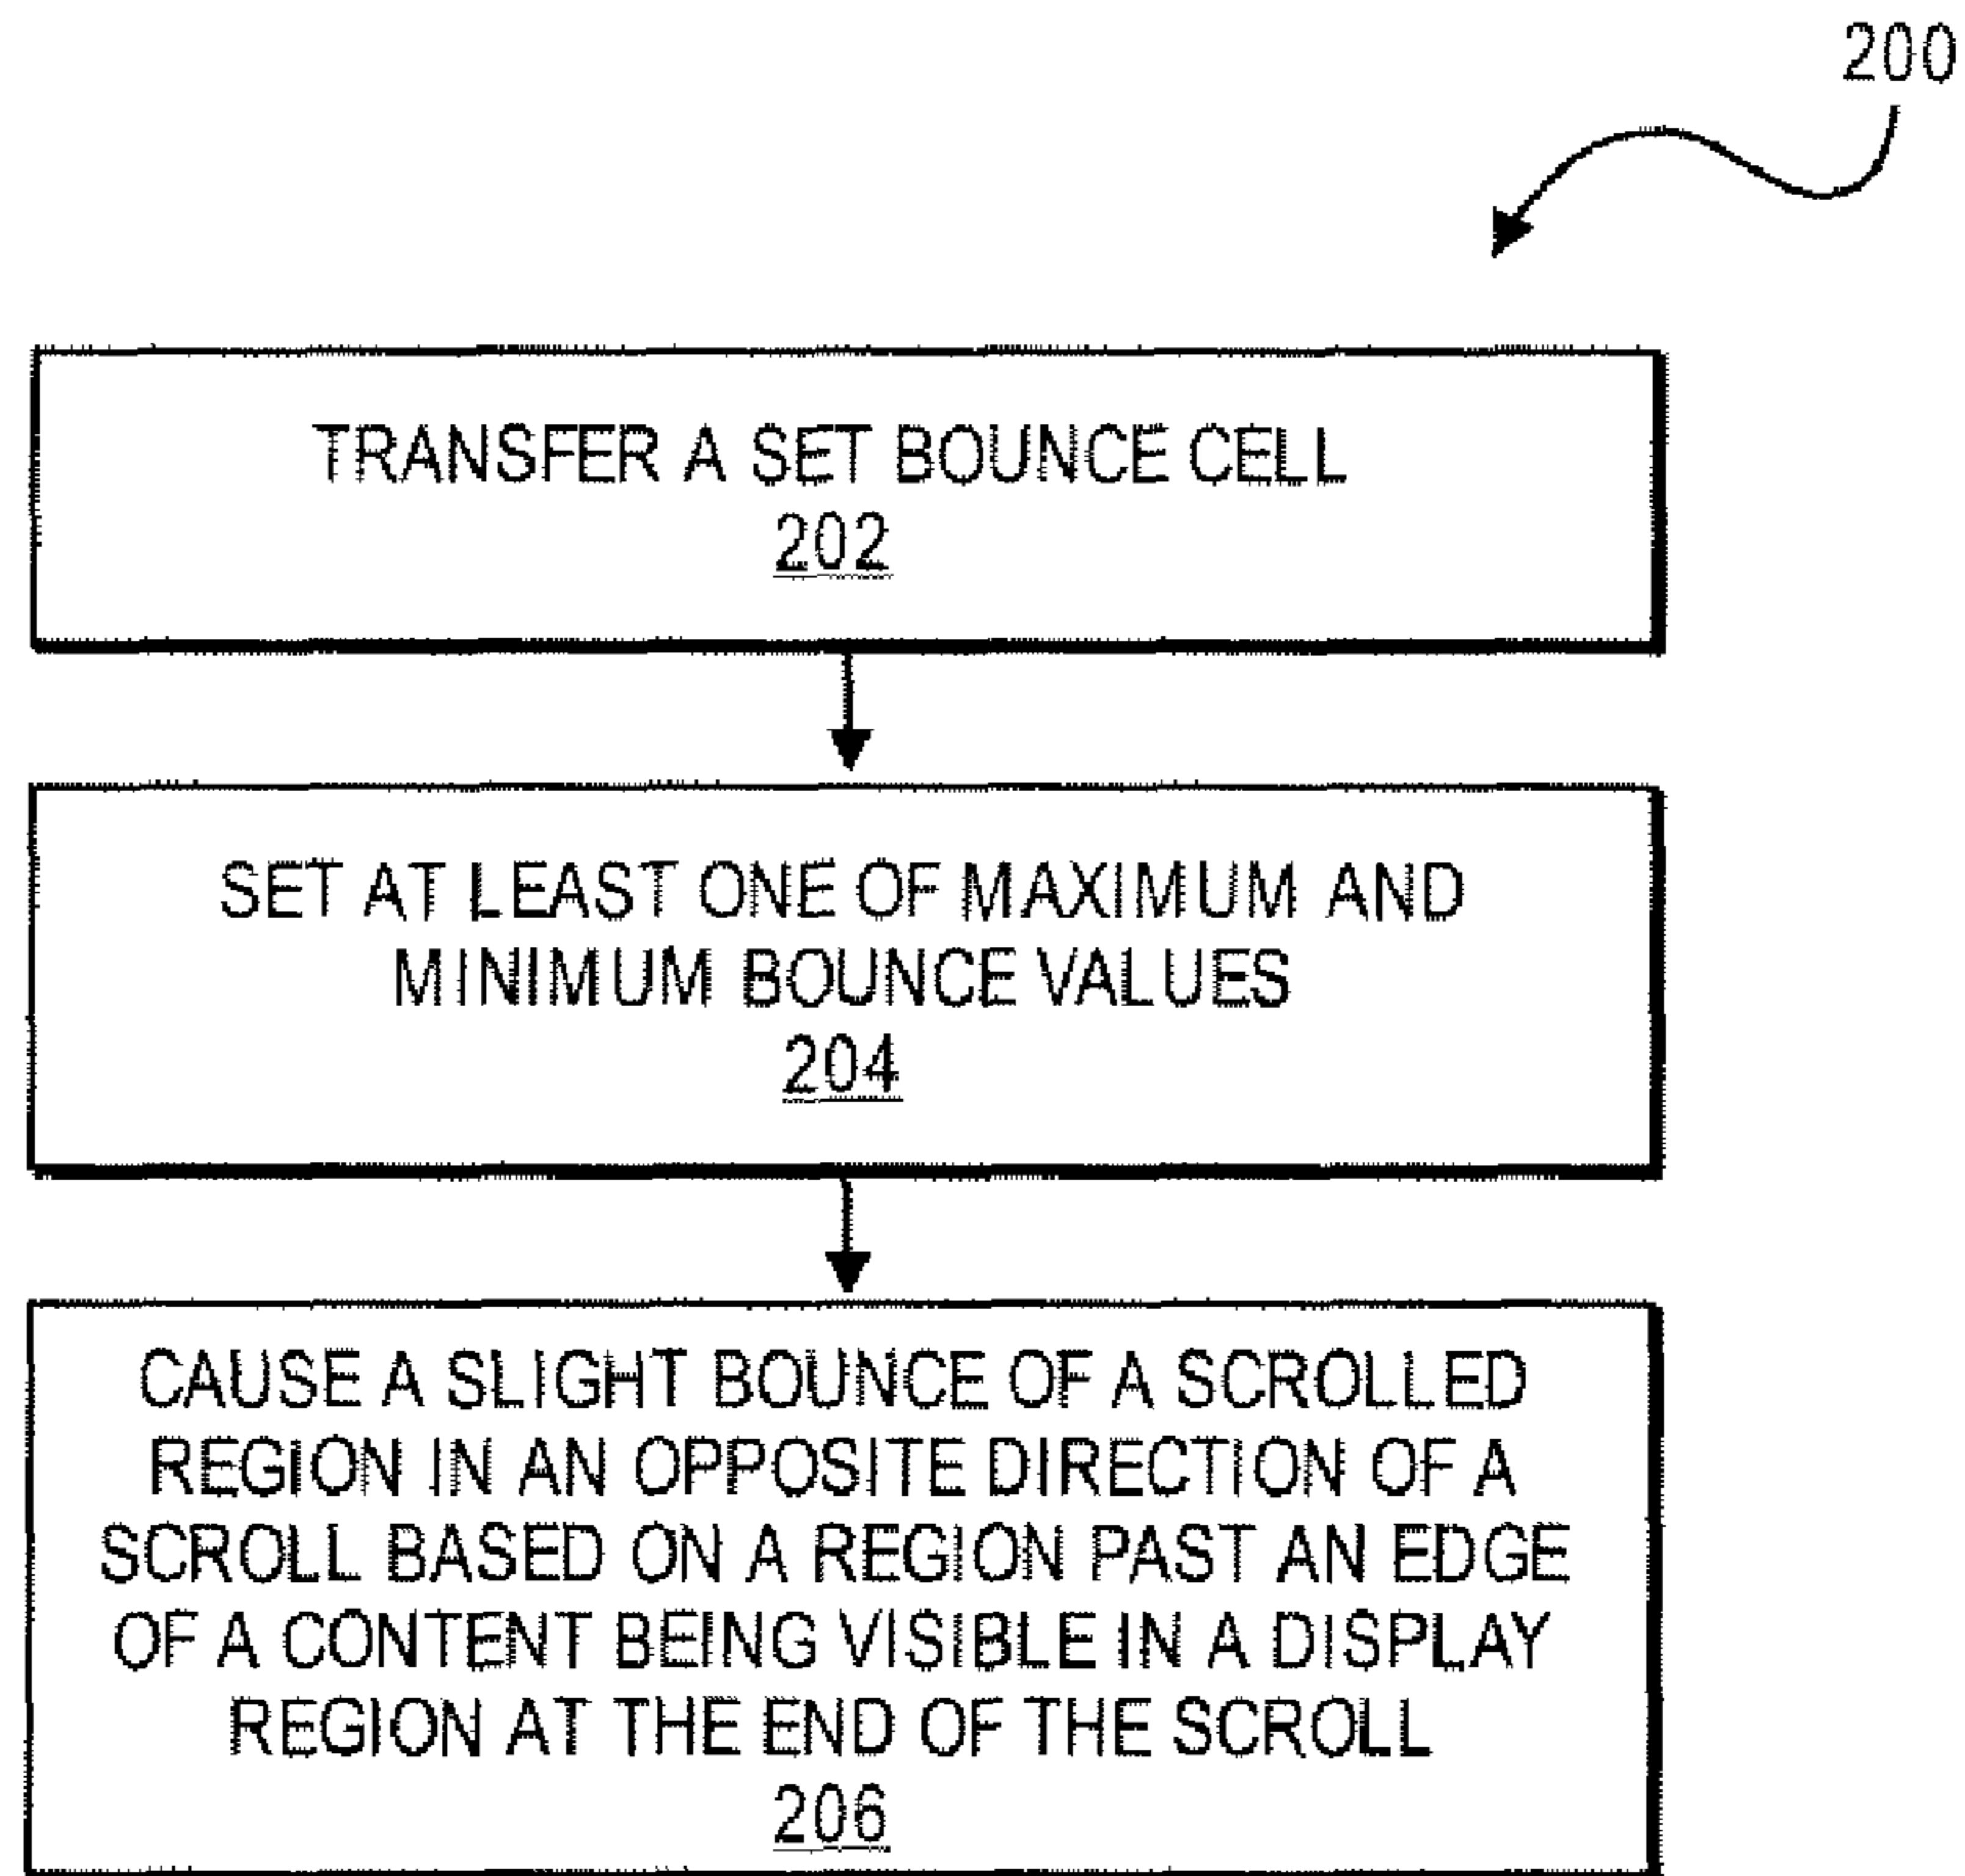 200
TRANSFER A SET BOUNCE CELL
202
SET AT LEAST ONE OF MAXIMUM AND
MINIMUM BOUNCE VALUES
204
CAUSE A SLIGHT BOUNCE OF A SCROLLED
REGION IN AN OPPOSITE DIRECTION OF A
SCROLL BASED ON A REGION PAST AN EDGE
OF A CONTENT BEING VISIBLE IN A DISPLAY
REGION AT THE END OF THE SCROLL
206